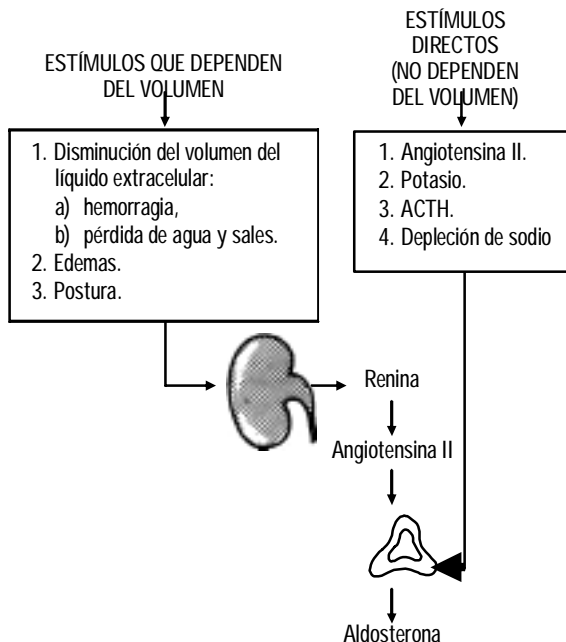 ESTÍMULOS QUE DEPENDEN
DEL VOLUMEN
1. Disminución del volumen del
líquido extracelular:
a) hemorragia,
b) pérdida de agua y sales.
2. Edemas.
3. Postura.
ESTÍMULOS
DIRECTOS
(NO DEPENDEN
DEL VOLUMEN)
1. Angiotensina II.
2. Potasio.
3. ACTH.
4. Depleción de sodio
Renina
Angiotensina II
Aldosterona